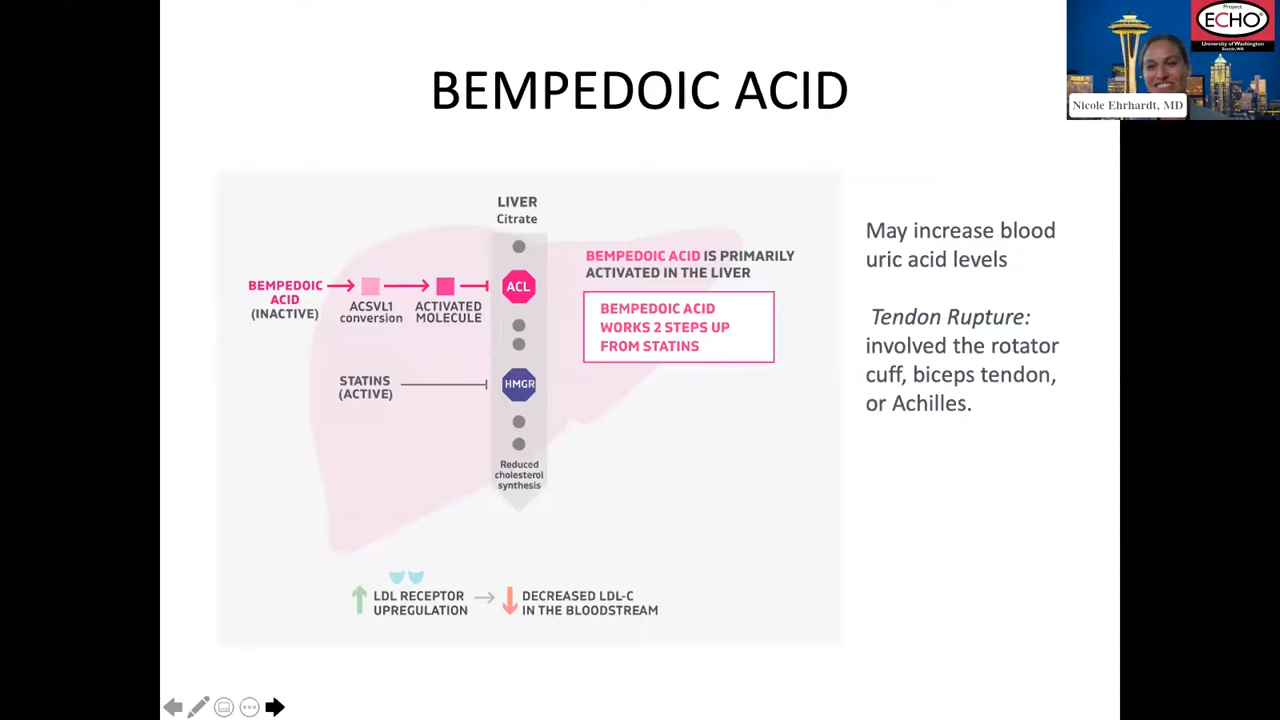 BEMPEDOIC ACID
Project
ECHO®
University of Washington
Seattle, WA
Nicole Ehrhardt, MD
LIVER
Citrate
BEMPEDOIC
ACID
(INACTIVE)
ACSVL1
conversion
ACTIVATED
MOLECULE
ACL
BEMPEDOIC ACID IS PRIMARILY
ACTIVATED IN THE LIVER
BEMPEDOIC ACID
WORKS 2 STEPS UP
FROM STATINS
STATINS
(ACTIVE)
HMGR
Reduced
cholesterol
synthesis
LDL RECEPTOR
UPREGULATION
DECREASED LDL-C
IN THE BLOODSTREAM
May increase blood
uric acid levels
Tendon Rupture:
involved the rotator
cuff, biceps tendon,
or Achilles.